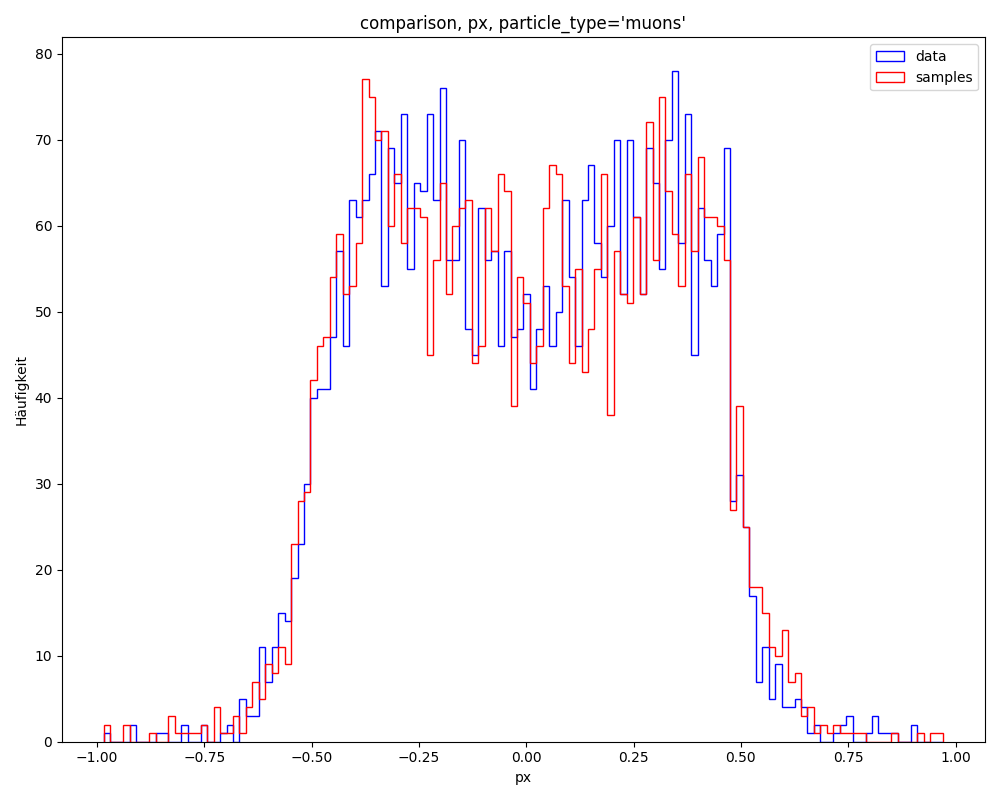 comparison, px, particle_type='muons'
data
samples
Häufigkeit
80
70
60
50
40
30
20
10
0
−1.00 −0.75 −0.50 −0.25 0.00 0.25 0.50 0.75 1.00
px